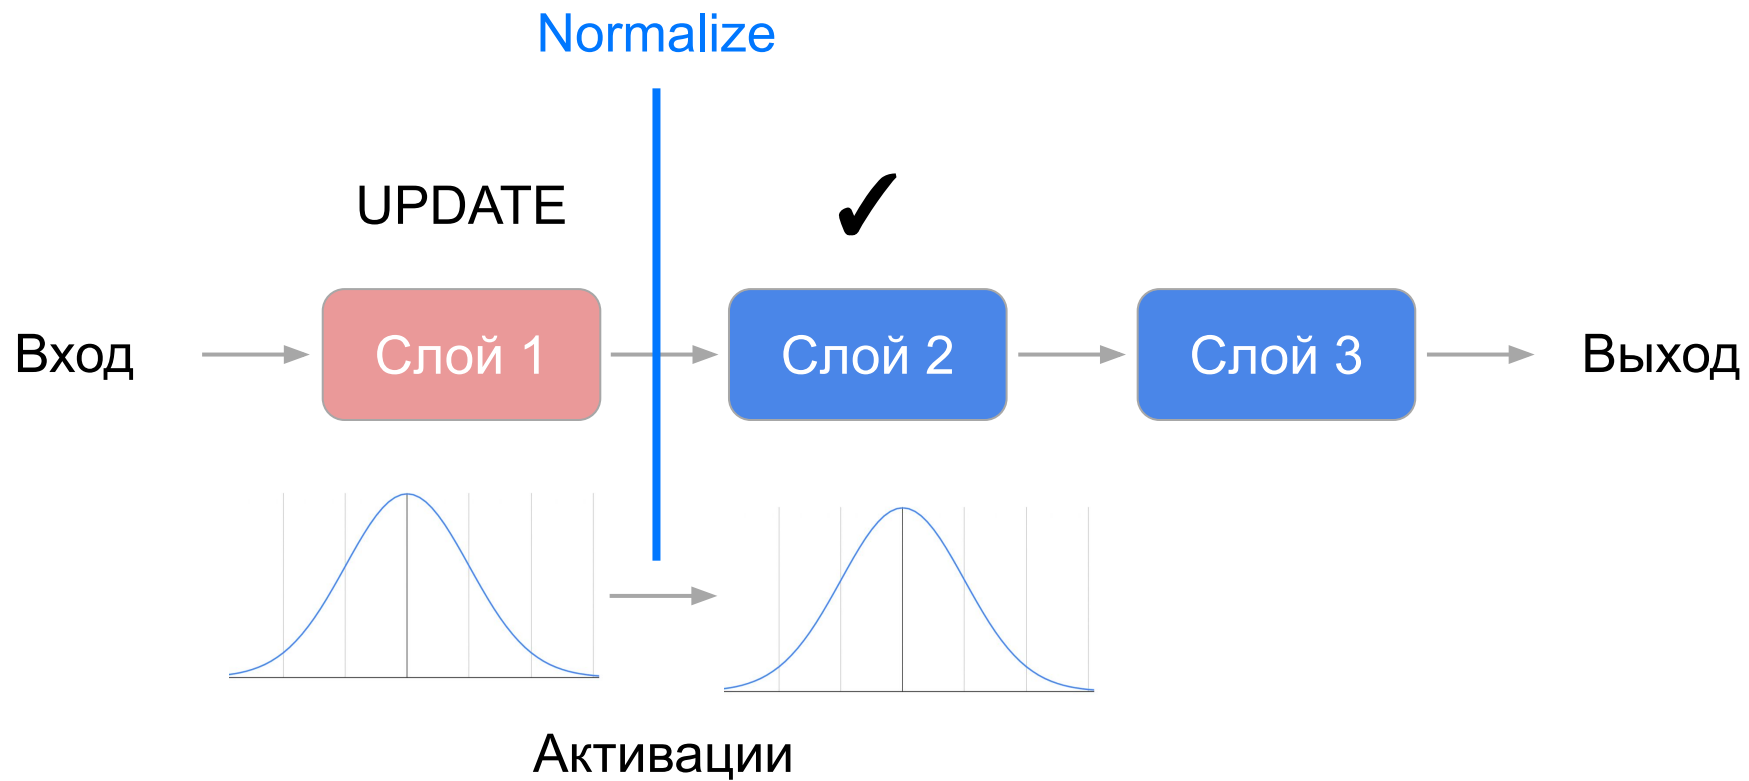 Normalize
UPDATE
✓
Вход
Слой 1
Слой 2
Слой 3
Выход
Активации